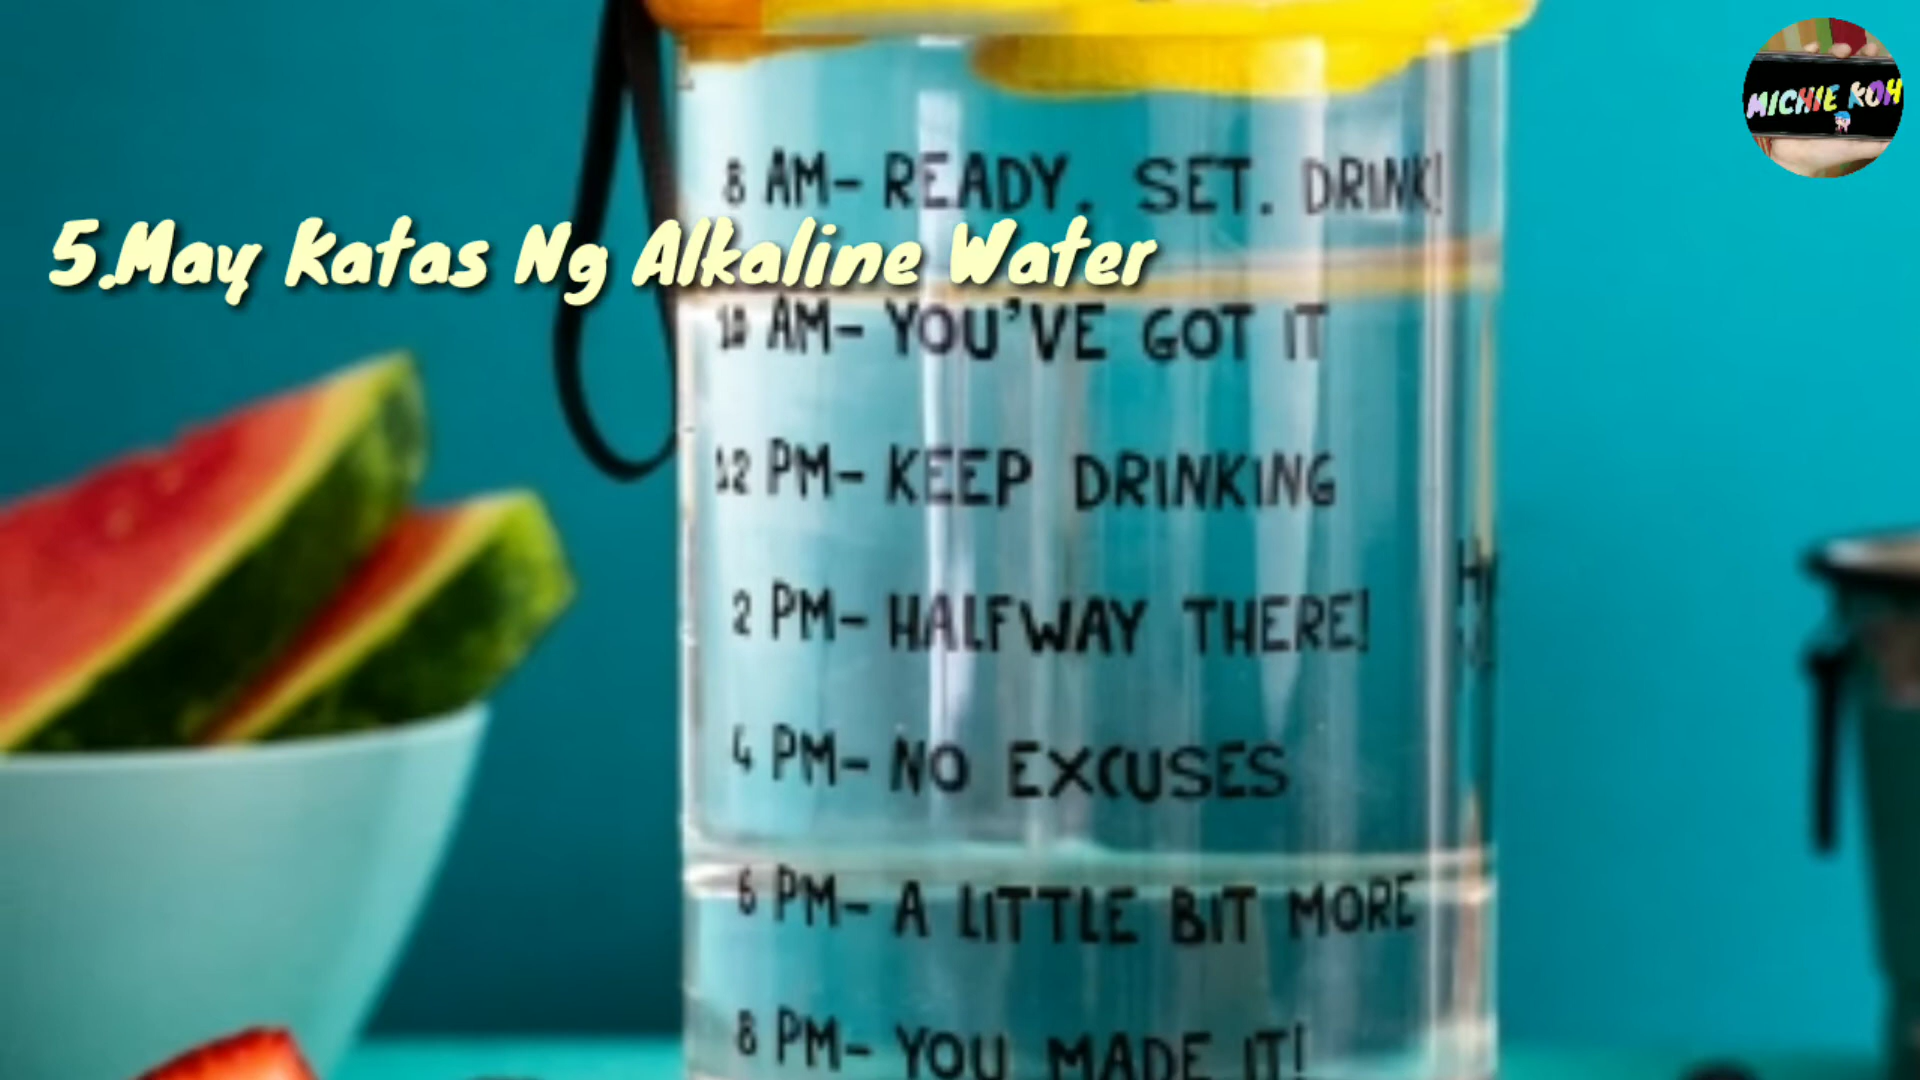 MICHIE KOH
8 AM- READY. SET. DRINK!
5.May Katas Ng Alkaline Water
10 AM- YOU'VE GOT IT
12 PM- KEEP DRINKING
2 PM- HALFWAY THERE!
4 PM- NO EXCUSES
6 PM- A LITTLE BIT MORE
8 PM- YOU MADE IT!